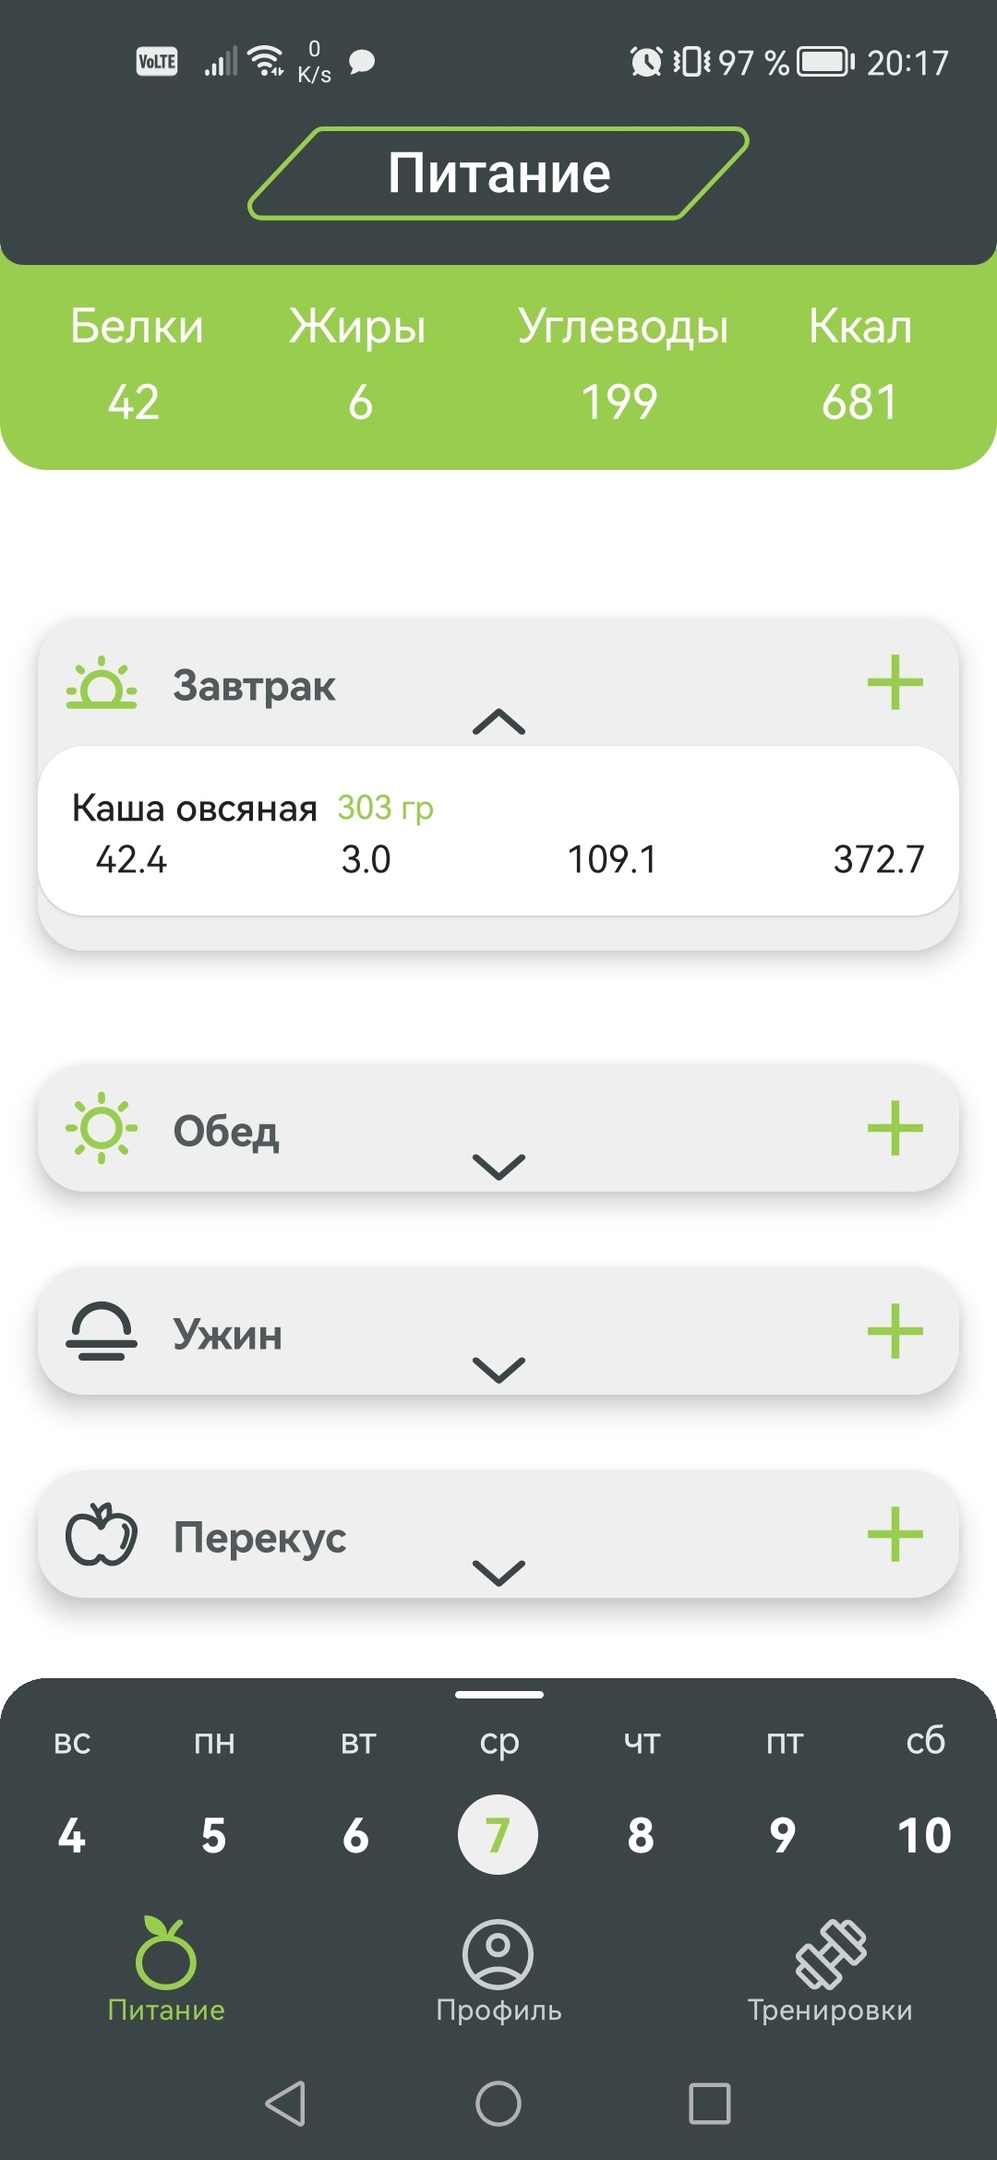 VoLTE 0 K/s 97 % 20:17
Питание
Белки Жиры Углеводы Ккал
42 6 199 681
Завтрак
Каша овсяная 303 гр
42.4 3.0 109.1 372.7
Обед
Ужин
Перекус
вс пн вт ср чт пт сб
4 5 6 7 8 9 10
Питание Профиль Тренировки